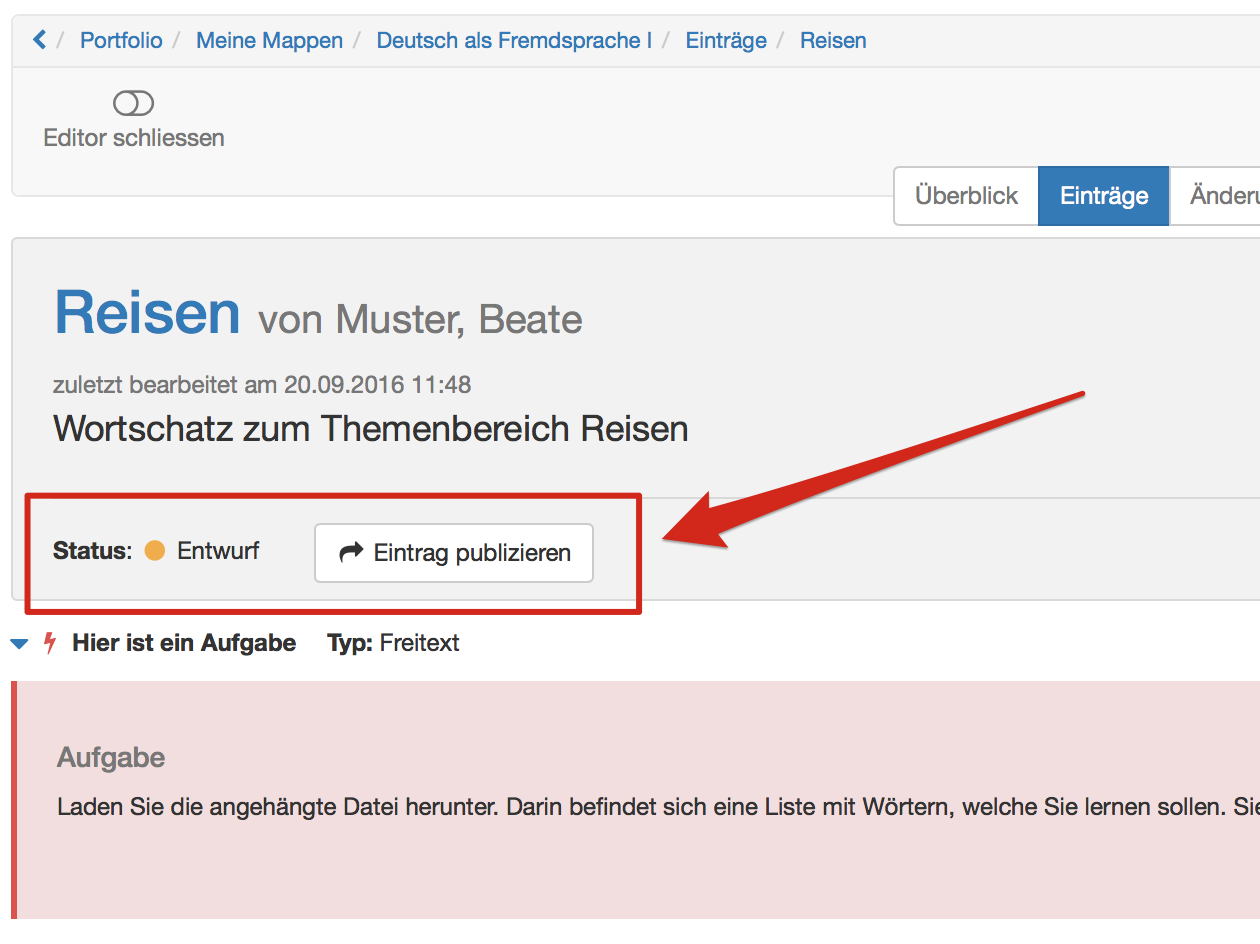 / Portfolio / Meine Mappen / Deutsch als Fremdsprache I / Einträge / Reisen
Editor schliessen
Überblick Einträge
Reisen von Muster, Beate
zuletzt bearbeitet am 20.09.2016 11:48
Wortschatz zum Themenbereich Reisen
Status: Entwurf Eintrag publizieren
Hier ist ein Aufgabe Typ: Freitext
Aufgabe
Laden Sie die angehängte Datei herunter. Darin befindet sich eine Liste mit Wörtern, welche Sie lernen sollen. Sie